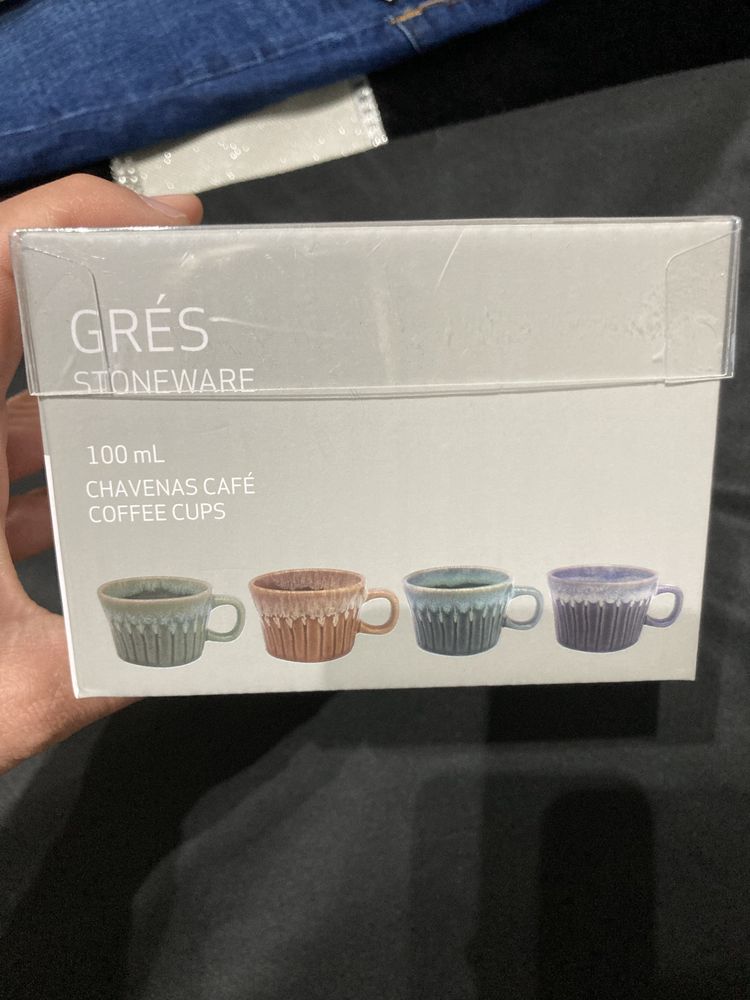 GRÉS
STONEWARE
100 mL
CHAVENAS CAFÉ
COFFEE CUPS